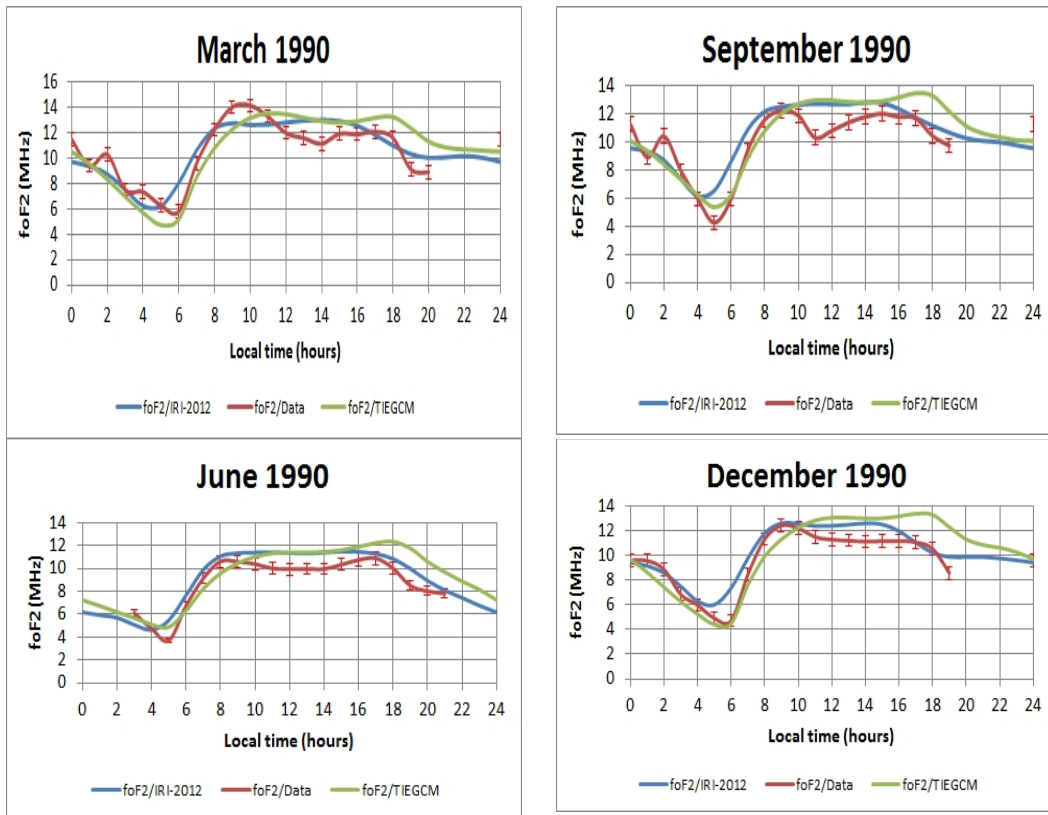 March 1990
foF2 (MHz)
16
14
12
10
8
6
4
2
0
0 2 4 6 8 10 12 14 16 18 20 22 24
Local time (hours)
foF2/IRI-2012 foF2/Data foF2/TIEGCM
September 1990
foF2 (MHz)
14
12
10
8
6
4
2
0
0 2 4 6 8 10 12 14 16 18 20 22 24
Local time (hours)
foF2/IRI-2012 foF2/Data foF2/TIEGCM
June 1990
foF2 (MHz)
14
12
10
8
6
4
2
0
0 2 4 6 8 10 12 14 16 18 20 22 24
Local time (hours)
foF2/IRI-2012 foF2/Data foF2/TIEGCM
December 1990
foF2 (MHz)
14
12
10
8
6
4
2
0
0 2 4 6 8 10 12 14 16 18 20 22 24
Local time (hours)
foF2/IRI-2012 foF2/Data foF2/TIEGCM